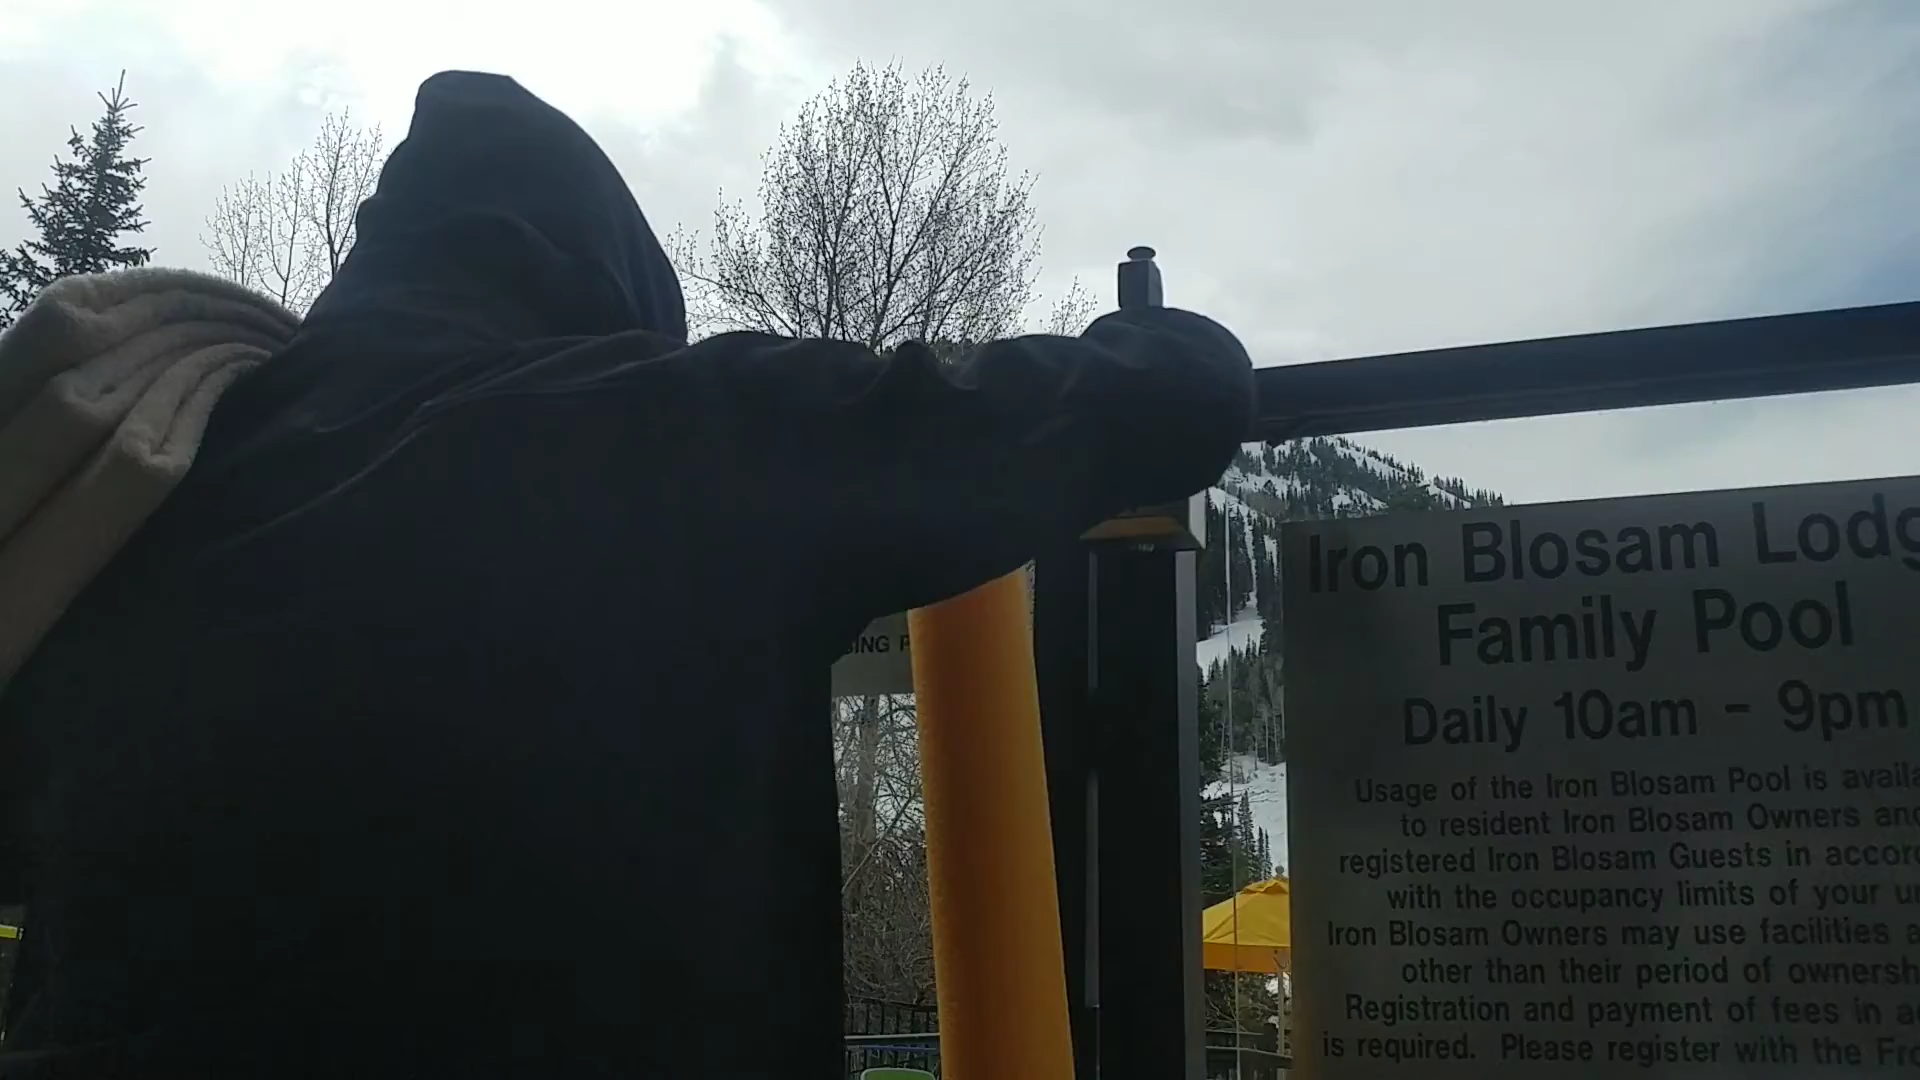 Iron Blosam Lodg
Family Pool
Daily 10am - 9pm
Usage of the Iron Blosam Pool is availa
to resident Iron Blosam Owners and
registered Iron Blosam Guests in accord
with the occupancy limits of your u
Iron Blosam Owners may use facilities a
other than their period of ownersh
Registration and payment of fees in a
is required. Please register with the Fro